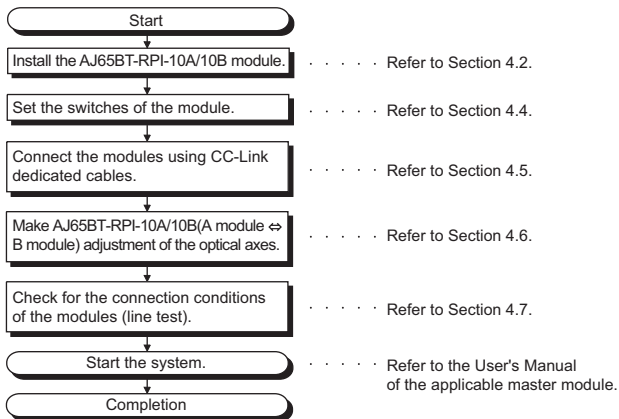 Start
Install the AJ65BT-RPI-10A/10B module. · · · · · Refer to Section 4.2.
Set the switches of the module. · · · · · Refer to Section 4.4.
Connect the modules using CC-Link
dedicated cables. · · · · · Refer to Section 4.5.
Make AJ65BT-RPI-10A/10B(A module ⇔
B module) adjustment of the optical axes. · · · · · Refer to Section 4.6.
Check for the connection conditions
of the modules (line test). · · · · · Refer to Section 4.7.
Start the system. · · · · · Refer to the User's Manual
of the applicable master module.
Completion